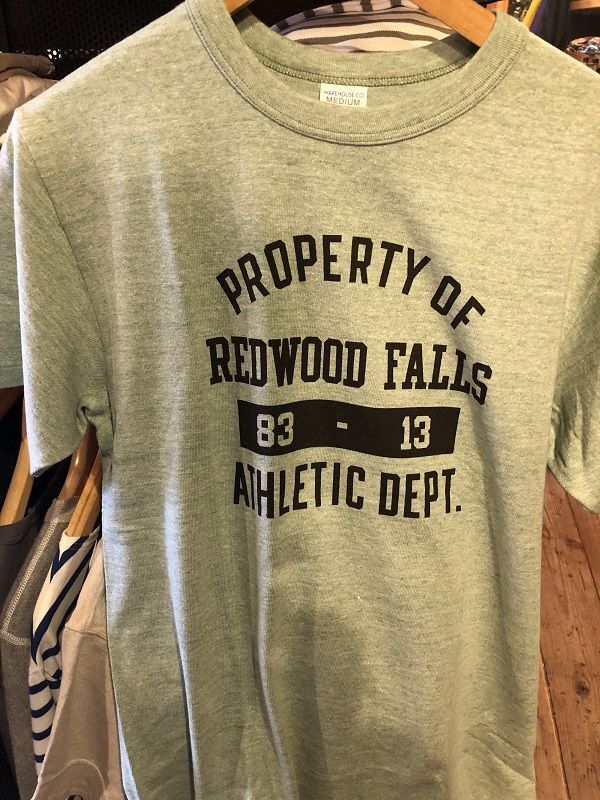 WAREHOUSE CO.
MEDIUM
PROPERTY OF
REDWOOD FALLS
83 - 13
ATHLETIC DEPT.